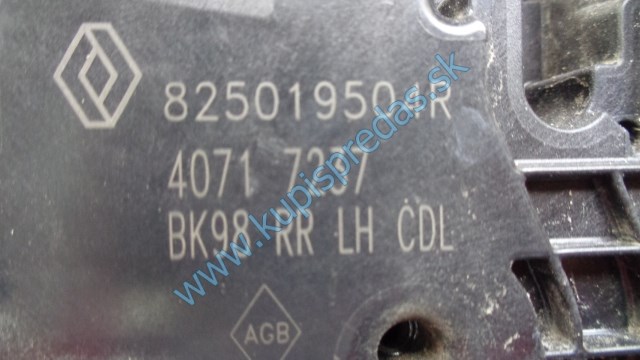 825019504R
4071 7237
BK98 RR LH CDL
AGB
www.kupispredas.sk